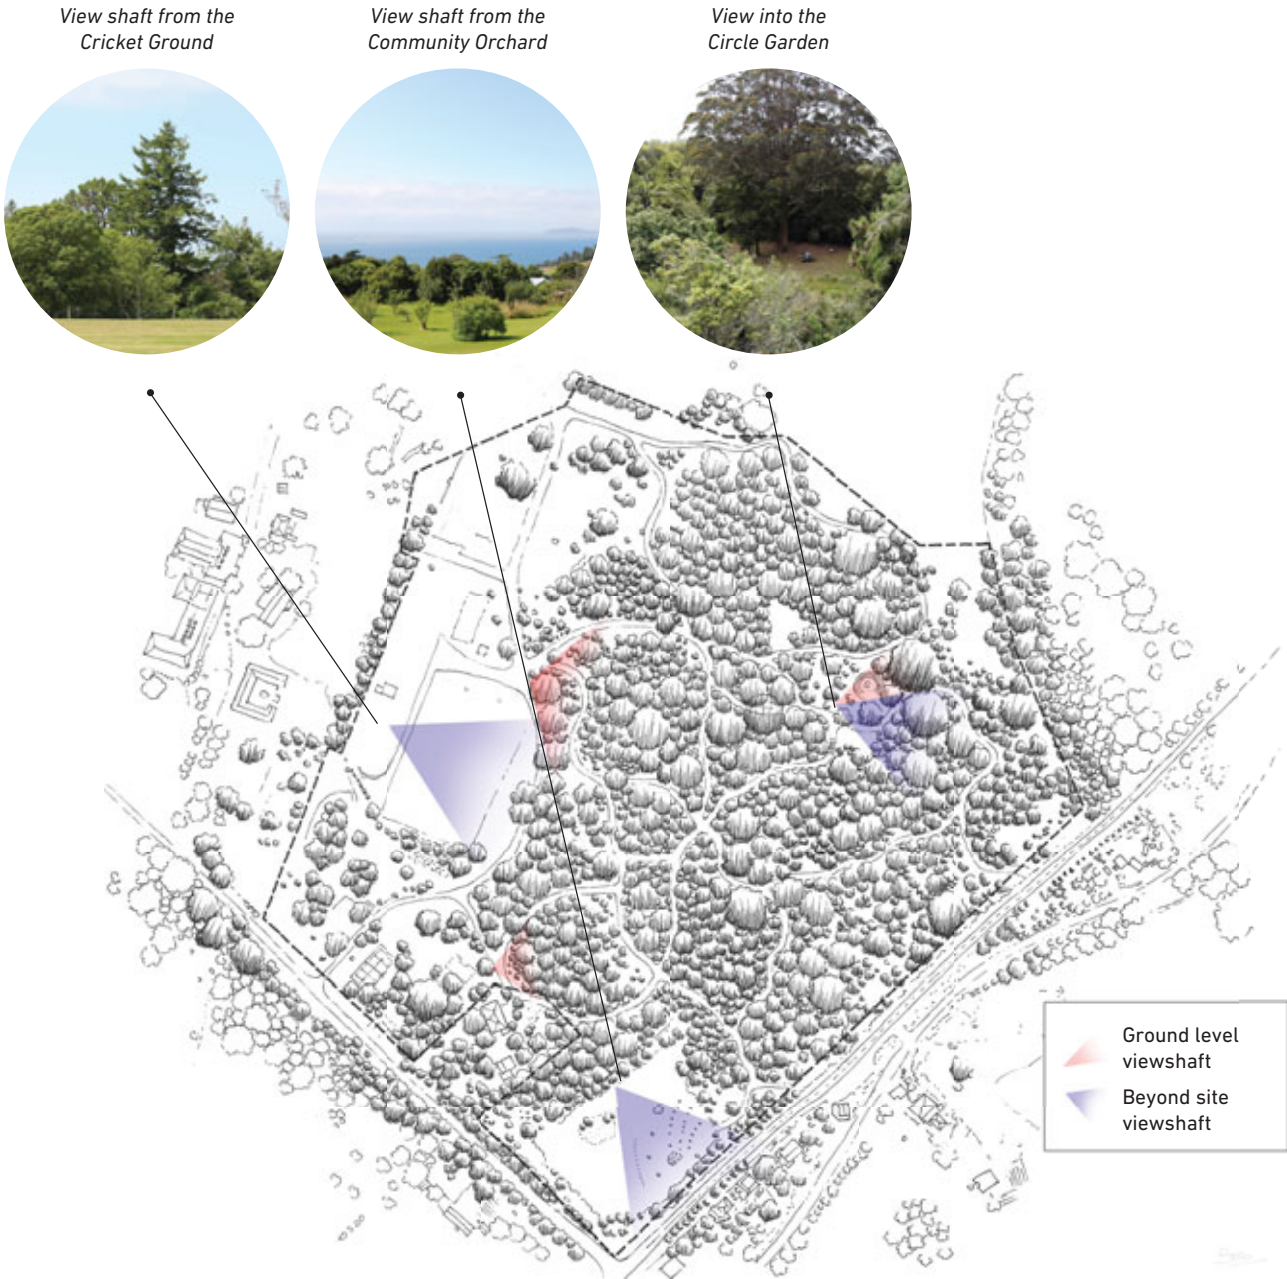 View shaft from the
Cricket Ground
View shaft from the
Community Orchard
View into the
Circle Garden
Ground level
viewshaft
Beyond site
viewshaft